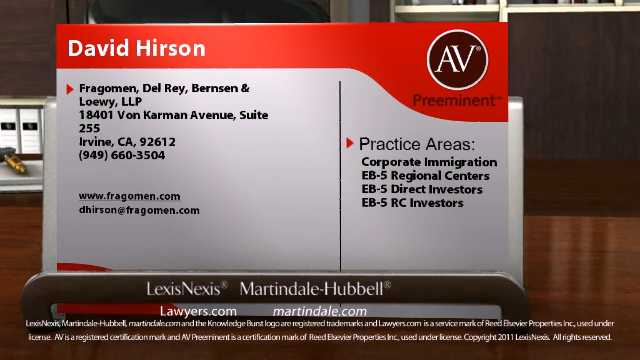 David Hirson
AV®
Preeminent™
Fragomen, Del Rey, Bernsen &
Loewy, LLP
18401 Von Karman Avenue, Suite
255
Irvine, CA, 92612
(949) 660-3504
www.fragomen.com
dhirson@fragomen.com
Practice Areas:
Corporate Immigration
EB-5 Regional Centers
EB-5 Direct Investors
EB-5 RC Investors
LexisNexis® Martindale-Hubbell®
Lawyers.com martindale.com
LexisNexis, Martindale-Hubbell, martindale.com and the Knowledge Burst logo are registered trademarks and Lawyers.com is a service mark of Reed Elsevier Properties Inc., used under
license. AV is a registered certification mark and AV Preeminent is a certification mark of Reed Elsevier Properties Inc., used under license. Copyright 2011 LexisNexis. All rights reserved.